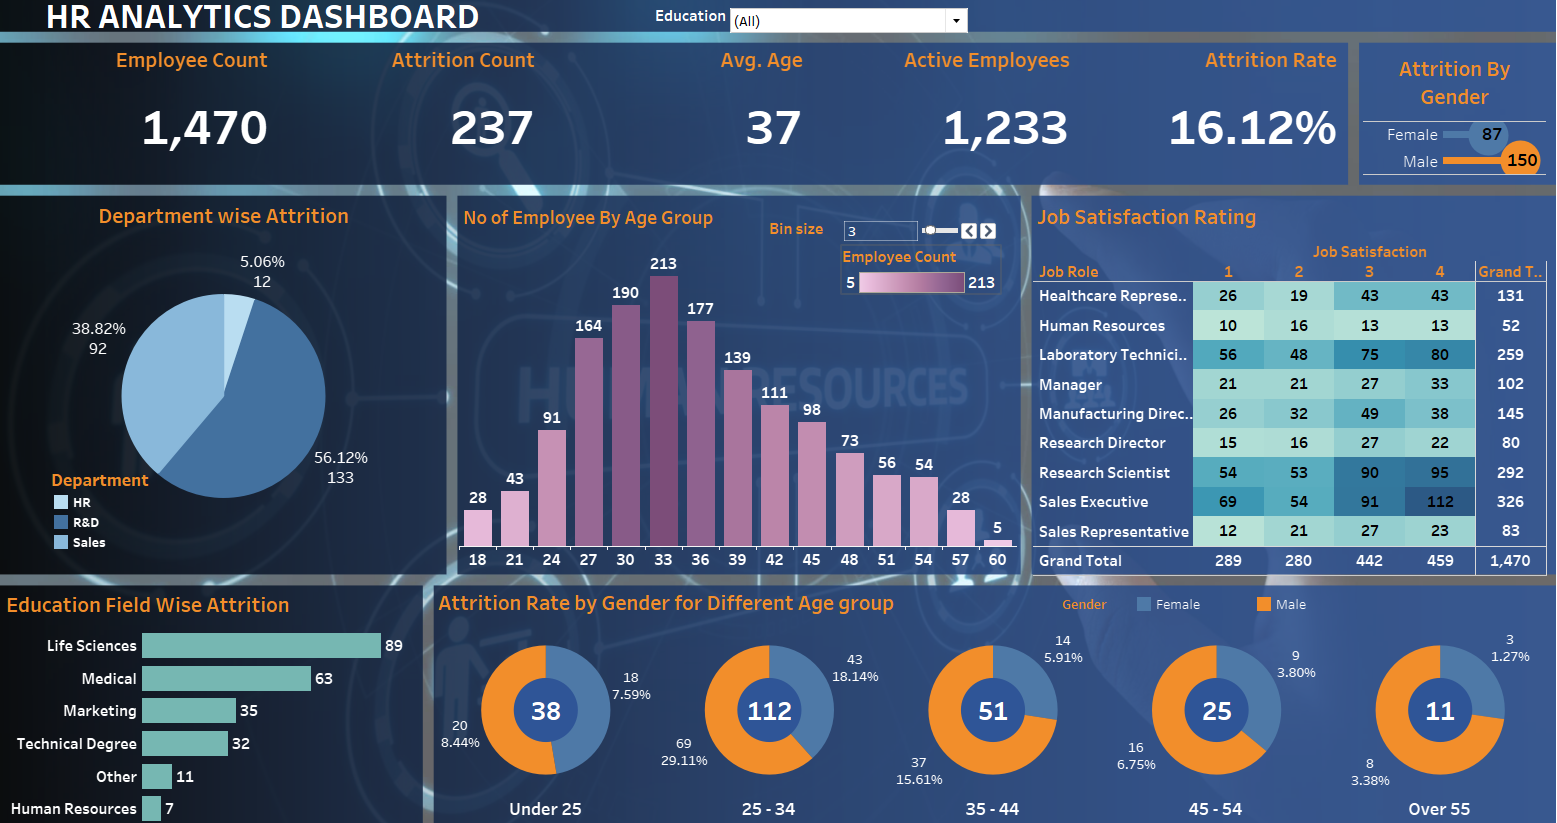 HR ANALYTICS DASHBOARD
Education (All)
Employee Count
1,470
Attrition Count
237
Avg. Age
37
Active Employees
1,233
Attrition Rate
16.12%
Attrition By
Gender
Female 87
Male 150
Department wise Attrition
5.06%
12
38.82%
92
56.12%
133
Department
HR
R&D
Sales
No of Employee By Age Group
Bin size 3
Employee Count
5 213
28 43 91 164 190 213 177 139 111 98 73 56 54 28 5
18 21 24 27 30 33 36 39 42 45 48 51 54 57 60
HUMAN RESOURCES
Job Satisfaction Rating
Job Satisfaction
Job Role 1 2 3 4 Grand T..
Healthcare Represe.. 26 19 43 43 131
Human Resources 10 16 13 13 52
Laboratory Technici.. 56 48 75 80 259
Manager 21 21 27 33 102
Manufacturing Direc.. 26 32 49 38 145
Research Director 15 16 27 22 80
Research Scientist 54 53 90 95 292
Sales Executive 69 54 91 112 326
Sales Representative 12 21 27 23 83
Grand Total 289 280 442 459 1,470
Education Field Wise Attrition
Life Sciences 89
Medical 63
Marketing 35
Technical Degree 32
Other 11
Human Resources 7
Attrition Rate by Gender for Different Age group
Gender Female Male
18
7.59%
38
20
8.44%
Under 25
43
18.14%
112
69
29.11%
25 - 34
14
5.91%
51
37
15.61%
35 - 44
9
3.80%
25
16
6.75%
45 - 54
3
1.27%
11
8
3.38%
Over 55